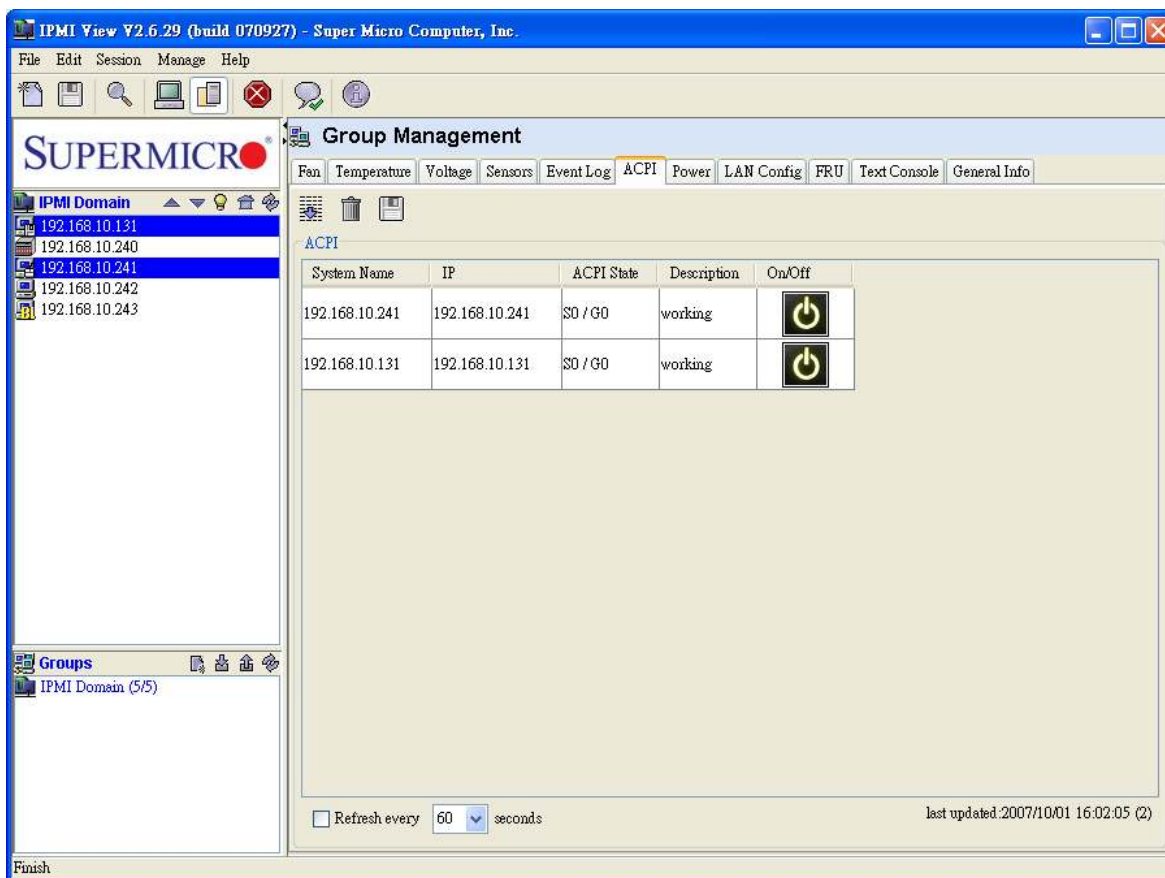 IPMI View V2.6.29 (build 070927) - Super Micro Computer, Inc.
File Edit Session Manage Help
SUPERMICRO
Group Management
Fan Temperature Voltage Sensors Event Log ACPI Power LAN Config FRU Text Console General Info
IPMI Domain
192.168.10.131
192.168.10.240
192.168.10.241
192.168.10.242
192.168.10.243
ACPI
System Name IP ACPI State Description On/Off
192.168.10.241 192.168.10.241 S0 / G0 working
192.168.10.131 192.168.10.131 S0 / G0 working
Groups
IPMI Domain (5/5)
Refresh every 60 seconds
last updated:2007/10/01 16:02:05 (2)
Finish